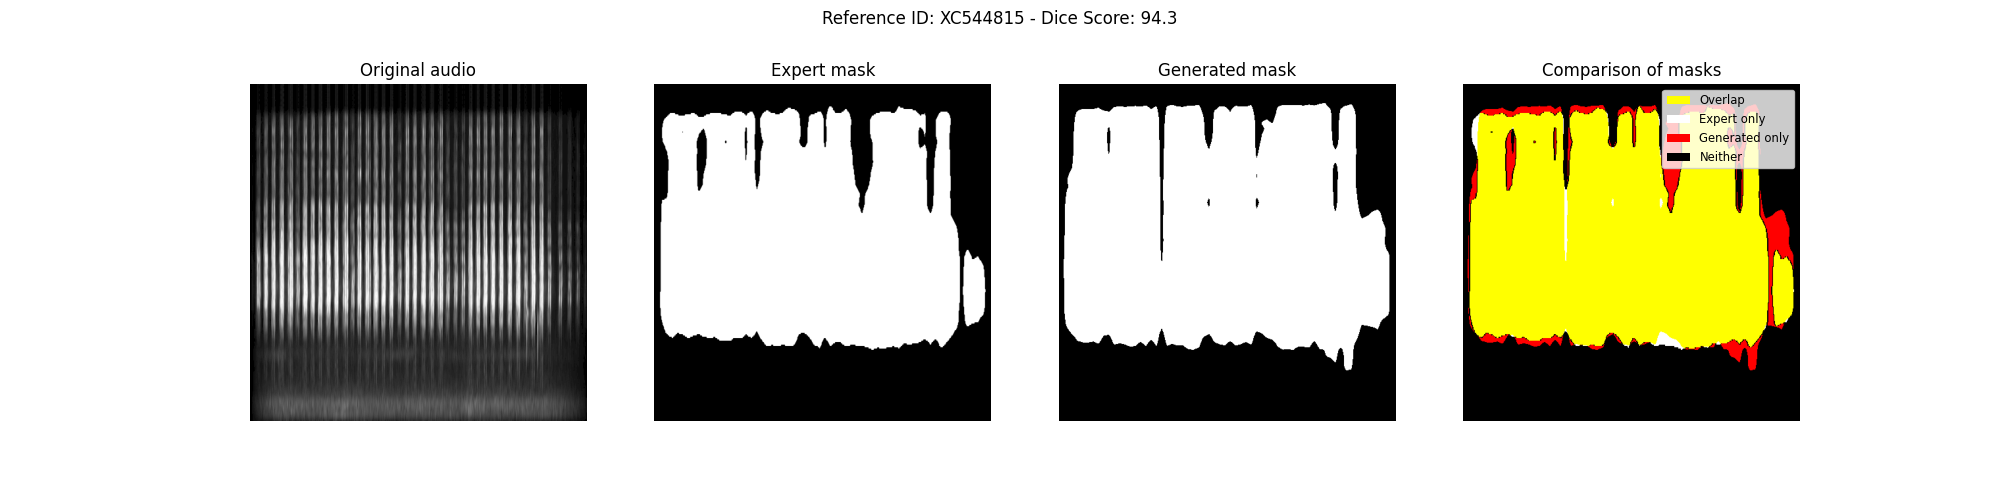 Reference ID: XC544815 - Dice Score: 94.3
Original audio
Expert mask
Generated mask
Comparison of masks
Overlap
Expert only
Generated only
Neither